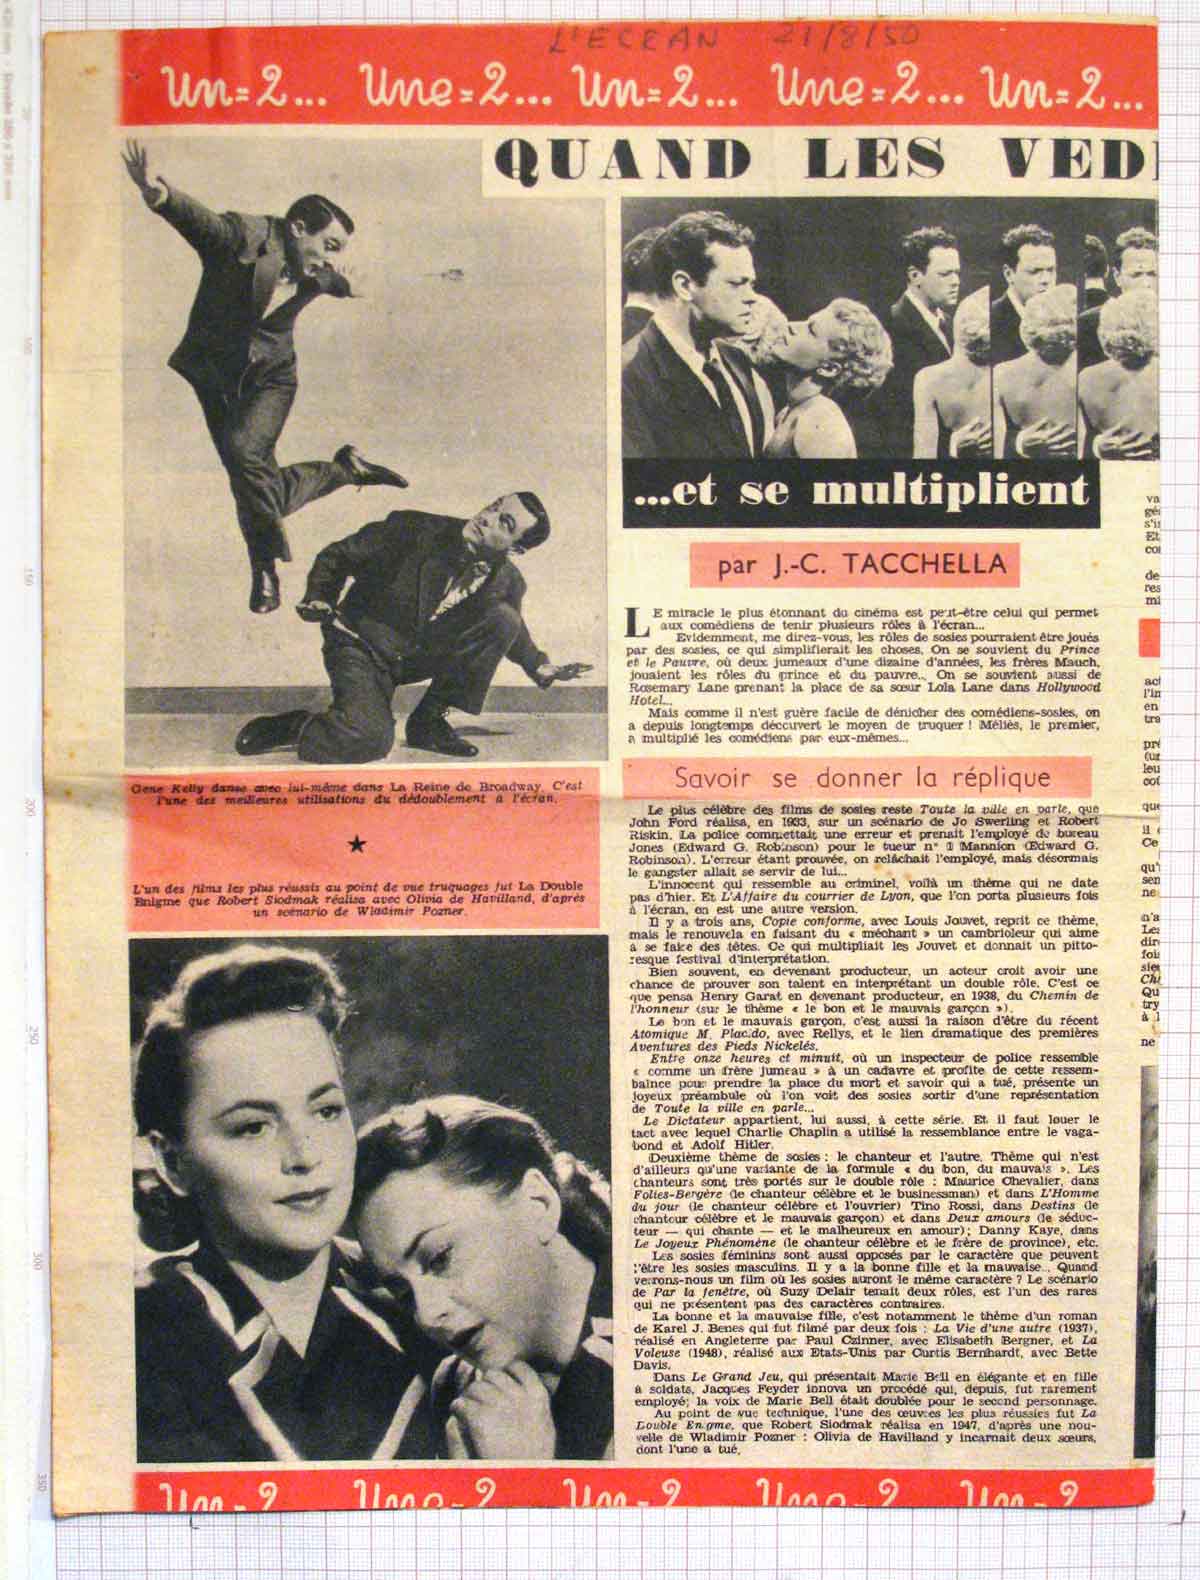 L'ECRAN 21/8/50
Un=2... Une=2... Un=2... Une=2... Un=2...
QUAND LES VED
...et se multiplient
par J.-C. TACCHELLA
LE miracle le plus étonnant du cinéma est peut-être celui qui permet
aux comédiens de tenir plusieurs rôles à l'écran...
Evidemment, me direz-vous, les rôles de sosies pourraient être joués
par des sosies, ce qui simplifierait les choses. On se souvient du Prince
et le Pauvre, où deux jumeaux d'une dizaine d'années, les frères Mauch,
jouaient les rôles du prince et du pauvre... On se souvient aussi de
Rosemary Lane prenant la place de sa sœur Lola Lane dans Hollywood
Hotel...
Mais comme il n'est guère facile de dénicher des comédiens-sosies, on
a depuis longtemps découvert le moyen de truquer ! Méliès, le premier,
a multiplié les comédiens par eux-mêmes...
Savoir se donner la réplique
Le plus célèbre des films de sosies reste Toute la ville en parle, que
John Ford réalisa, en 1933, sur un scénario de Jo Swerling et Robert
Riskin. La police commettait une erreur et prenait l'employé de bureau
Jones (Edward G. Robinson) pour le tueur n° 1 Mannion (Edward G.
Robinson). L'erreur étant prouvée, on relâchait l'employé, mais désormais
le gangster allait se servir de lui...
L'innocent qui ressemble au criminel, voilà un thème qui ne date
pas d'hier. Et L'Affaire du courrier de Lyon, que l'on porta plusieurs fois
à l'écran, en est une autre version.
Il y a trois ans, Copie conforme, avec Louis Jouvet, reprit ce thème,
mais le renouvela en faisant du « méchant » un cambrioleur qui aime
à se faire des têtes. Ce qui multipliait les Jouvet et donnait un pitto-
resque festival d'interprétation.
Bien souvent, en devenant producteur, un acteur croit avoir une
chance de prouver son talent en interprétant un double rôle. C'est ce
que pensa Henry Garat en devenant producteur, en 1938, du Chemin de
l'honneur (sur le thème « le bon et le mauvais garçon »).
Le bon et le mauvais garçon, c'est aussi la raison d'être du récent
Atomique M. Placido, avec Rellys, et le lien dramatique des premières
Aventures des Pieds Nickelés.
Entre onze heures et minuit, où un inspecteur de police ressemble
« comme un frère jumeau » à un cadavre et profite de cette ressem-
balnce pour prendre la place du mort et savoir qui a tué, présente un
joyeux préambule où l'on voit des sosies sortir d'une représentation
de Toute la ville en parle...
Le Dictateur appartient, lui aussi, à cette série. Et il faut louer le
tact avec lequel Charlie Chaplin a utilisé la ressemblance entre le vaga-
bond et Adolf Hitler.
Deuxième thème de sosies : le chanteur et l'autre. Thème qui n'est
d'ailleurs qu'une variante de la formule « du bon, du mauvais ». Les
chanteurs sont très portés sur le double rôle : Maurice Chevalier, dans
Folies-Bergère (le chanteur célèbre et le businessman) et dans L'Homme
du jour (le chanteur célèbre et l'ouvrier) Tino Rossi, dans Destins (le
chanteur célèbre et le mauvais garçon) et dans Deux amours (le séduc-
teur — qui chante — et le malheureux en amour); Danny Kaye, dans
Le Joyeux Phénomène (le chanteur célèbre et le frère de province), etc.
Les sosies féminins sont aussi opposés par le caractère que peuvent
l'être les sosies masculins. Il y a la bonne fille et la mauvaise... Quand
verrons-nous un film où les sosies auront le même caractère ? Le scénario
de Par la fenêtre, où Suzy Delair tenait deux rôles, est l'un des rares
qui ne présentent pas des caractères contraires.
La bonne et la mauvaise fille, c'est notamment le thème d'un roman
de Karel J. Benes qui fut filmé par deux fois : La Vie d'une autre (1937),
réalisé en Angleterre par Paul Czinner, avec Elisabeth Bergner, et La
Voleuse (1948), réalisé aux Etats-Unis par Curtis Bernhardt, avec Bette
Davis.
Dans Le Grand Jeu, qui présentait Marie Bell en élégante et en fille
à soldats, Jacques Feyder innova un procédé qui, depuis, fut rarement
employé; la voix de Marie Bell était doublée pour le second personnage.
Au point de vue technique, l'une des œuvres les plus réussies fut La
Double Enigme, que Robert Siodmak réalisa en 1947, d'après une nou-
velle de Wladimir Pozner : Olivia de Havilland y incarnait deux sœurs,
dont l'une a tué.
Gene Kelly danse avec lui-même dans La Reine de Broadway. C'est
l'une des meilleures utilisations du dédoublement à l'écran.
L'un des films les plus réussis au point de vue truquages fut La Double
Enigme que Robert Siodmak réalisa avec Olivia de Havilland, d'après
un scénario de Wladimir Pozner.
Un=2... Une=2... Un=2... Une=2... Un=2